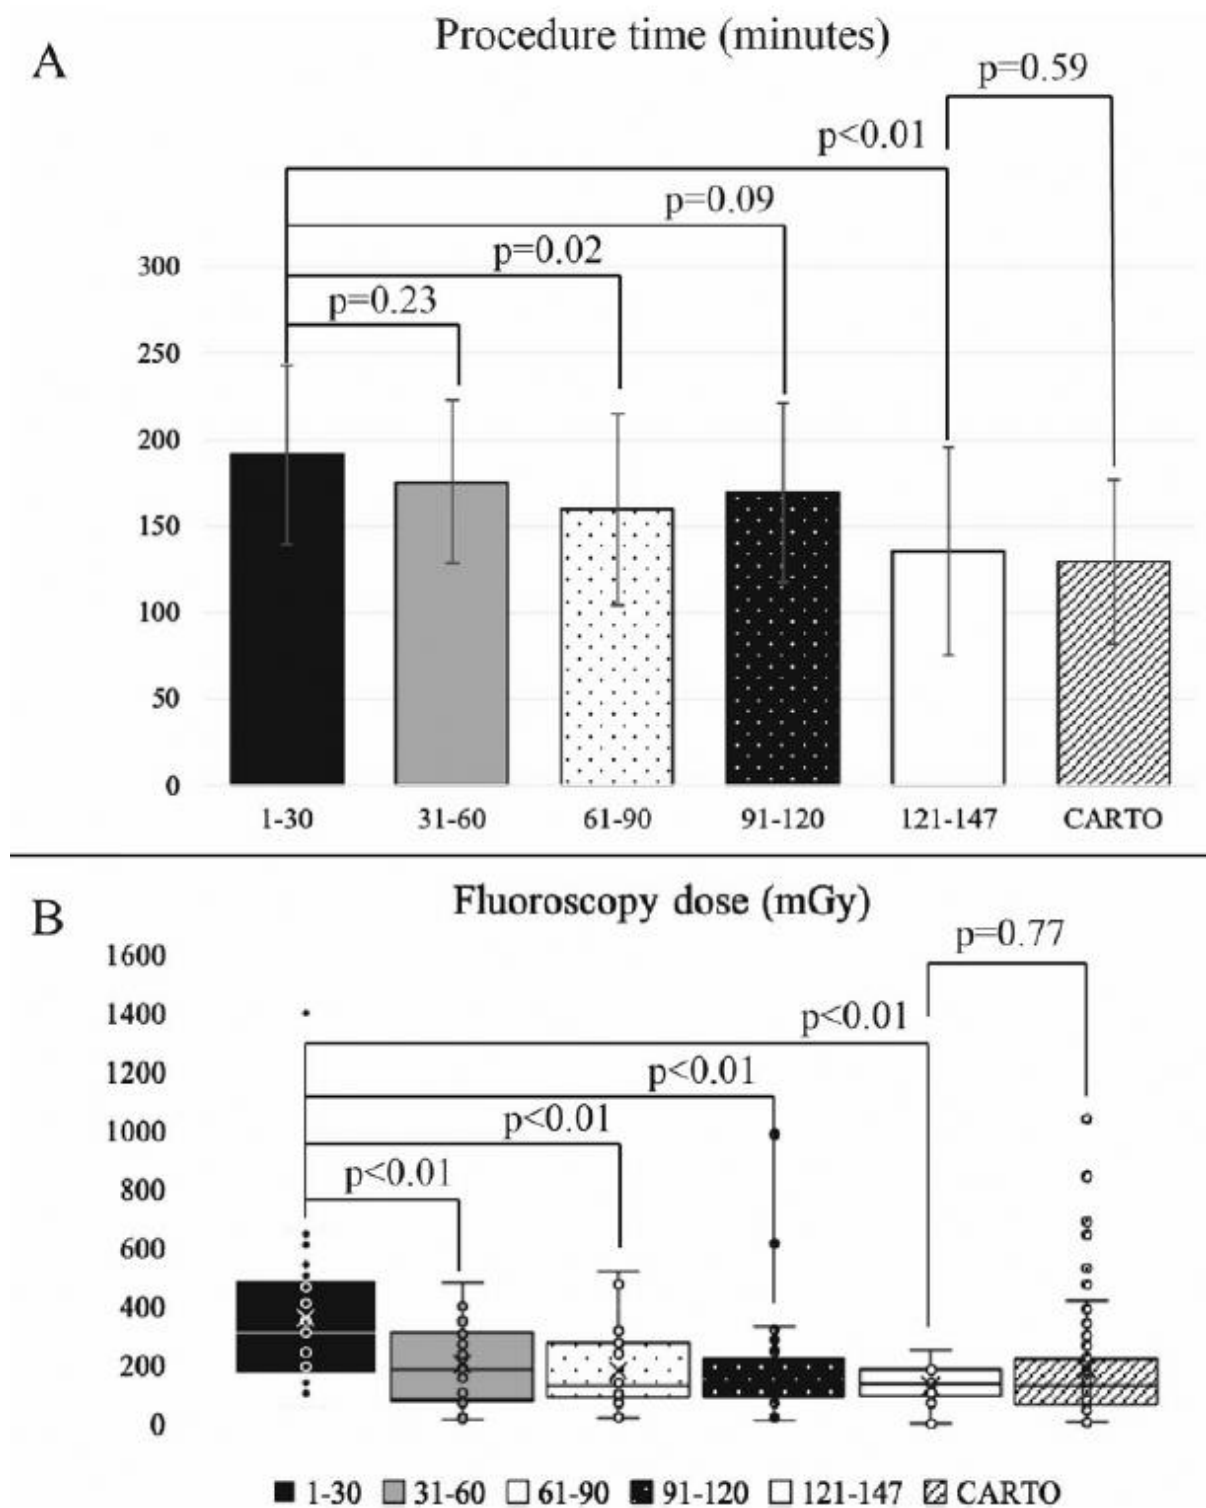 Procedure time (minutes)
A
p=0.59
p<0.01
p=0.09
p=0.02
p=0.23
300
250
200
150
100
50
0
1-30 31-60 61-90 91-120 121-147 CARTO
B
Fluoroscopy dose (mGy)
p=0.77
p<0.01
p<0.01
p<0.01
p<0.01
1600
1400
1200
1000
800
600
400
200
0
1-30 31-60 61-90 91-120 121-147 CARTO